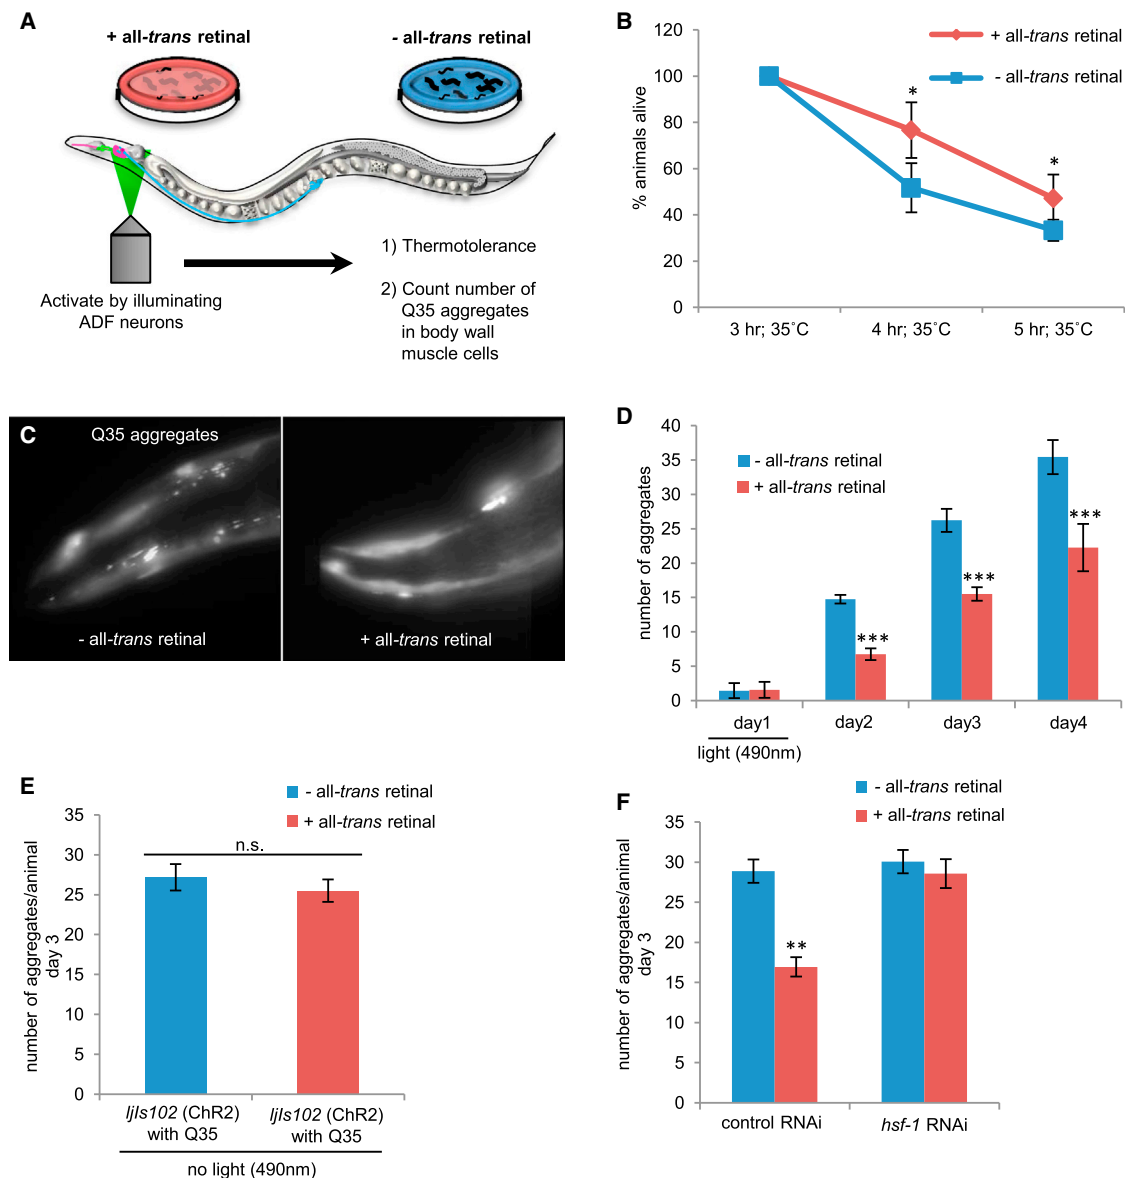 A
+ all-trans retinal
- all-trans retinal
Activate by illuminating
ADF neurons
1) Thermotolerance
2) Count number of
Q35 aggregates
in body wall
muscle cells
B
+ all-trans retinal
- all-trans retinal
% animals alive
120
100
80
60
40
20
0
*
*
3 hr; 35°C
4 hr; 35°C
5 hr; 35°C
C
Q35 aggregates
- all-trans retinal
+ all-trans retinal
D
- all-trans retinal
+ all-trans retinal
number of aggregates
40
35
30
25
20
15
10
5
0
***
***
***
day1
day2
day3
day4
light (490nm)
E
- all-trans retinal
+ all-trans retinal
number of aggregates/animal
day 3
35
30
25
20
15
10
5
0
n.s.
ljIs102 (ChR2)
with Q35
ljIs102 (ChR2)
with Q35
no light (490nm)
F
- all-trans retinal
+ all-trans retinal
number of aggregates/animal
day 3
35
30
25
20
15
10
5
0
**
control RNAi
hsf-1 RNAi